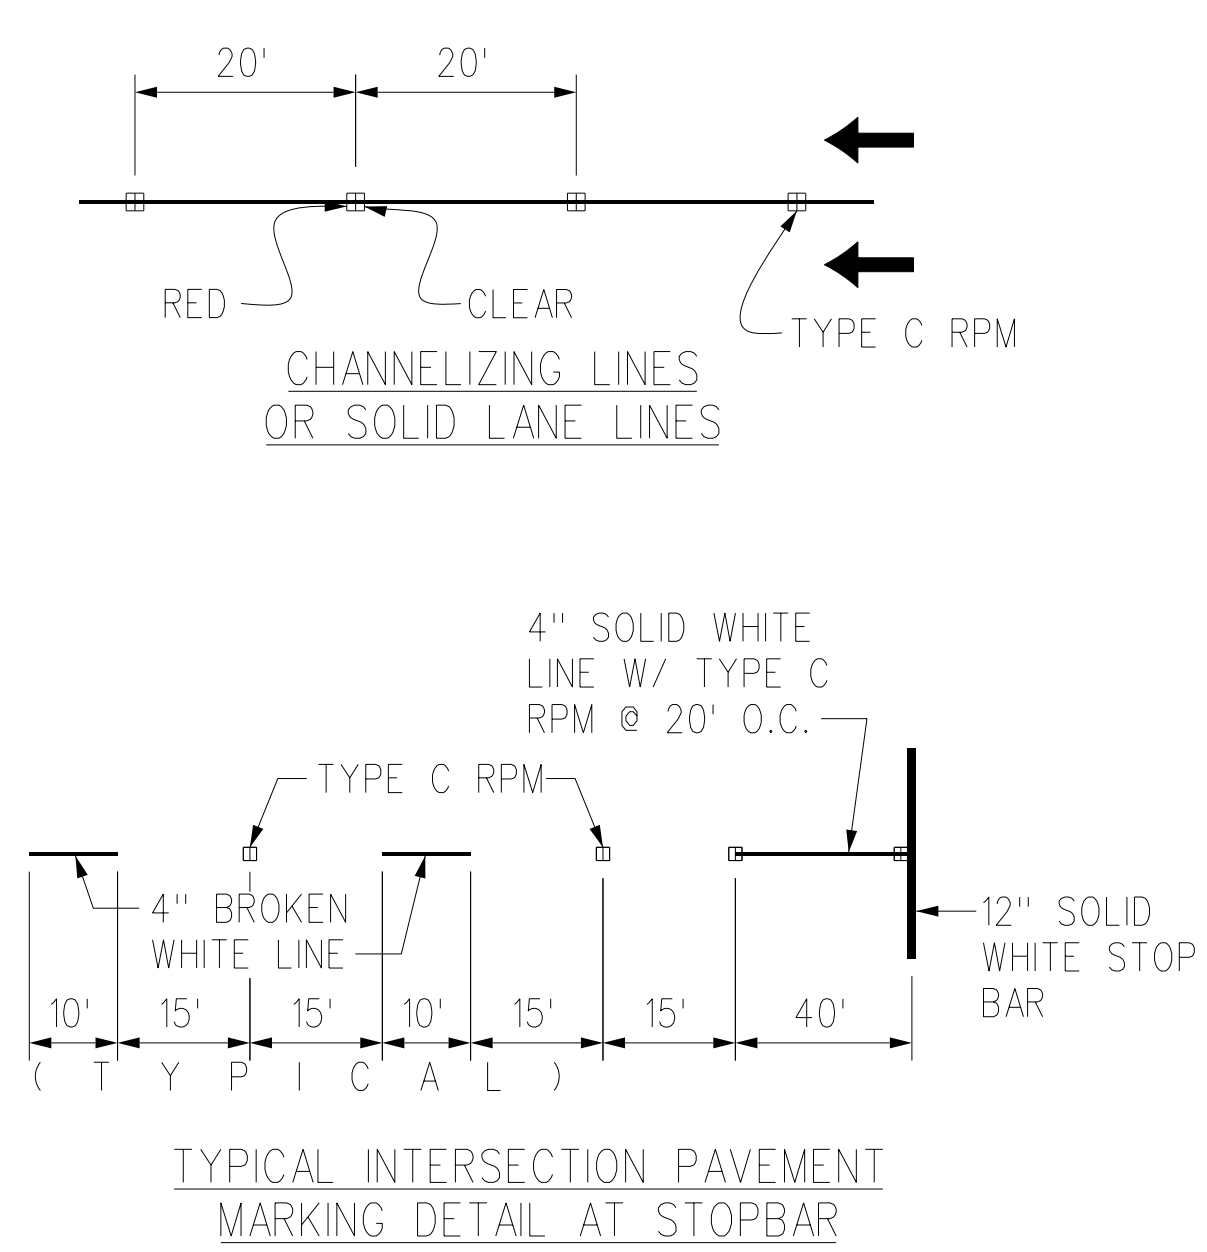 20' 20'
RED
CLEAR
TYPE C RPM
CHANNELIZING LINES
OR SOLID LANE LINES
4" SOLID WHITE
LINE W/ TYPE C
RPM @ 20' O.C.
TYPE C RPM
4" BROKEN
WHITE LINE
12" SOLID
WHITE STOP
BAR
10' 15' 15' 10' 15' 15' 40'
( T Y P I C A L )
TYPICAL INTERSECTION PAVEMENT
MARKING DETAIL AT STOPBAR